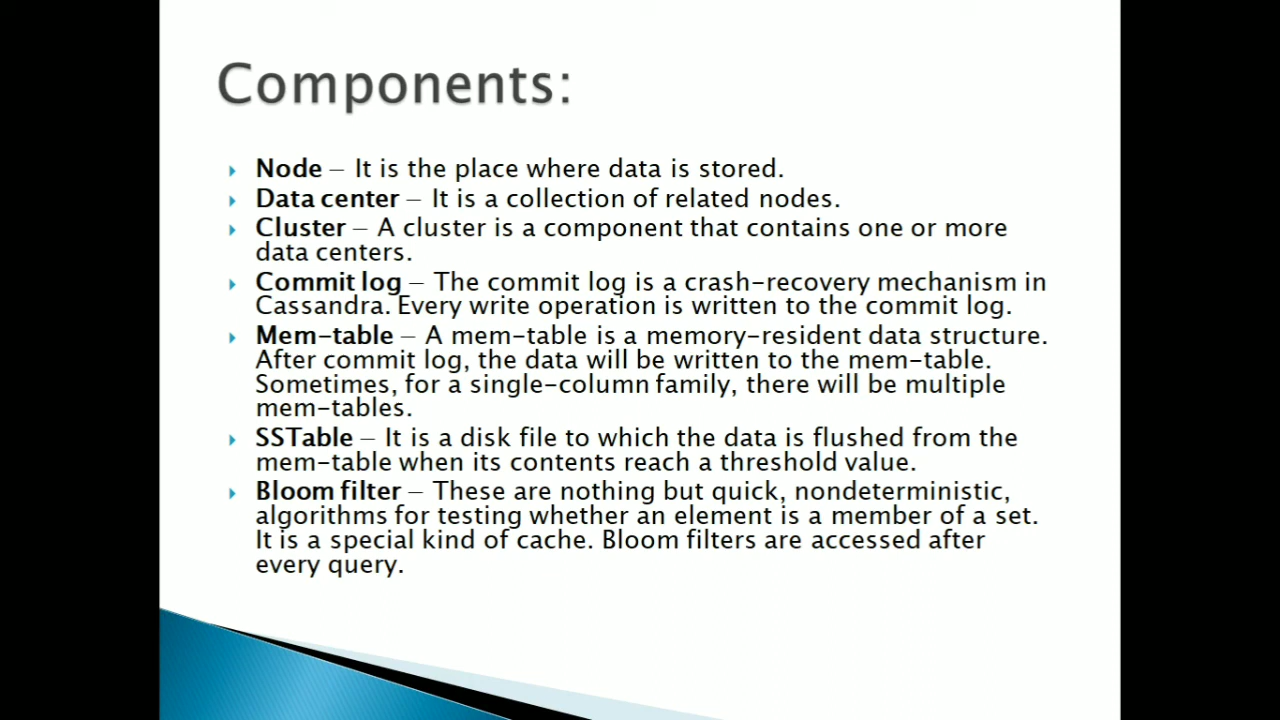 Components:
Node – It is the place where data is stored.
Data center – It is a collection of related nodes.
Cluster – A cluster is a component that contains one or more
data centers.
Commit log – The commit log is a crash-recovery mechanism in
Cassandra. Every write operation is written to the commit log.
Mem-table – A mem-table is a memory-resident data structure.
After commit log, the data will be written to the mem-table.
Sometimes, for a single-column family, there will be multiple
mem-tables.
SSTable – It is a disk file to which the data is flushed from the
mem-table when its contents reach a threshold value.
Bloom filter – These are nothing but quick, nondeterministic,
algorithms for testing whether an element is a member of a set.
It is a special kind of cache. Bloom filters are accessed after
every query.